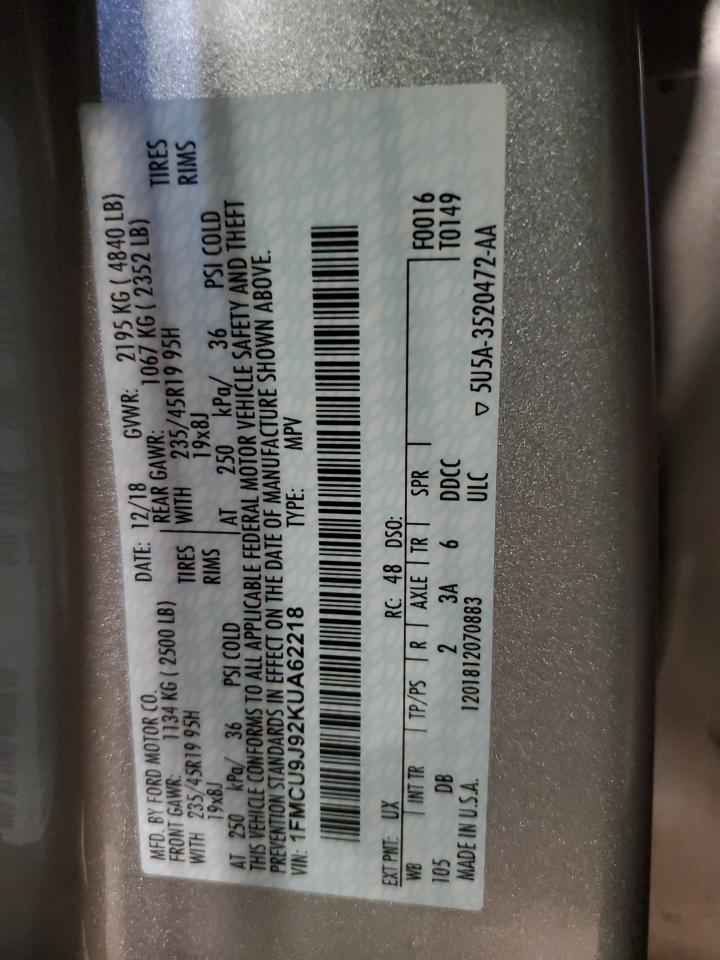 MFD. BY FORD MOTOR CO.
DATE: 12/18 GVWR: 2195 KG ( 4840 LB)
FRONT GAWR: 1134 KG ( 2500 LB) REAR GAWR: 1067 KG ( 2352 LB)
WITH 235/45R19 95H TIRES WITH 235/45R19 95H TIRES
19x8J RIMS 19x8J RIMS
AT 250 kPa/ 36 PSI COLD AT 250 kPa/ 36 PSI COLD
THIS VEHICLE CONFORMS TO ALL APPLICABLE FEDERAL MOTOR VEHICLE SAFETY AND THEFT
PREVENTION STANDARDS IN EFFECT ON THE DATE OF MANUFACTURE SHOWN ABOVE.
VIN: 1FMCU9J92KUA62218 TYPE: MPV
EXT PNT: UX RC: 48 DSO:
WB INT TR TP/PS R AXLE TR SPR F0016
105 DB 2 3A 6 DDCC T0149
MADE IN U.S.A. 1201812070883 ULC
▽ 5U5A-3520472-AA